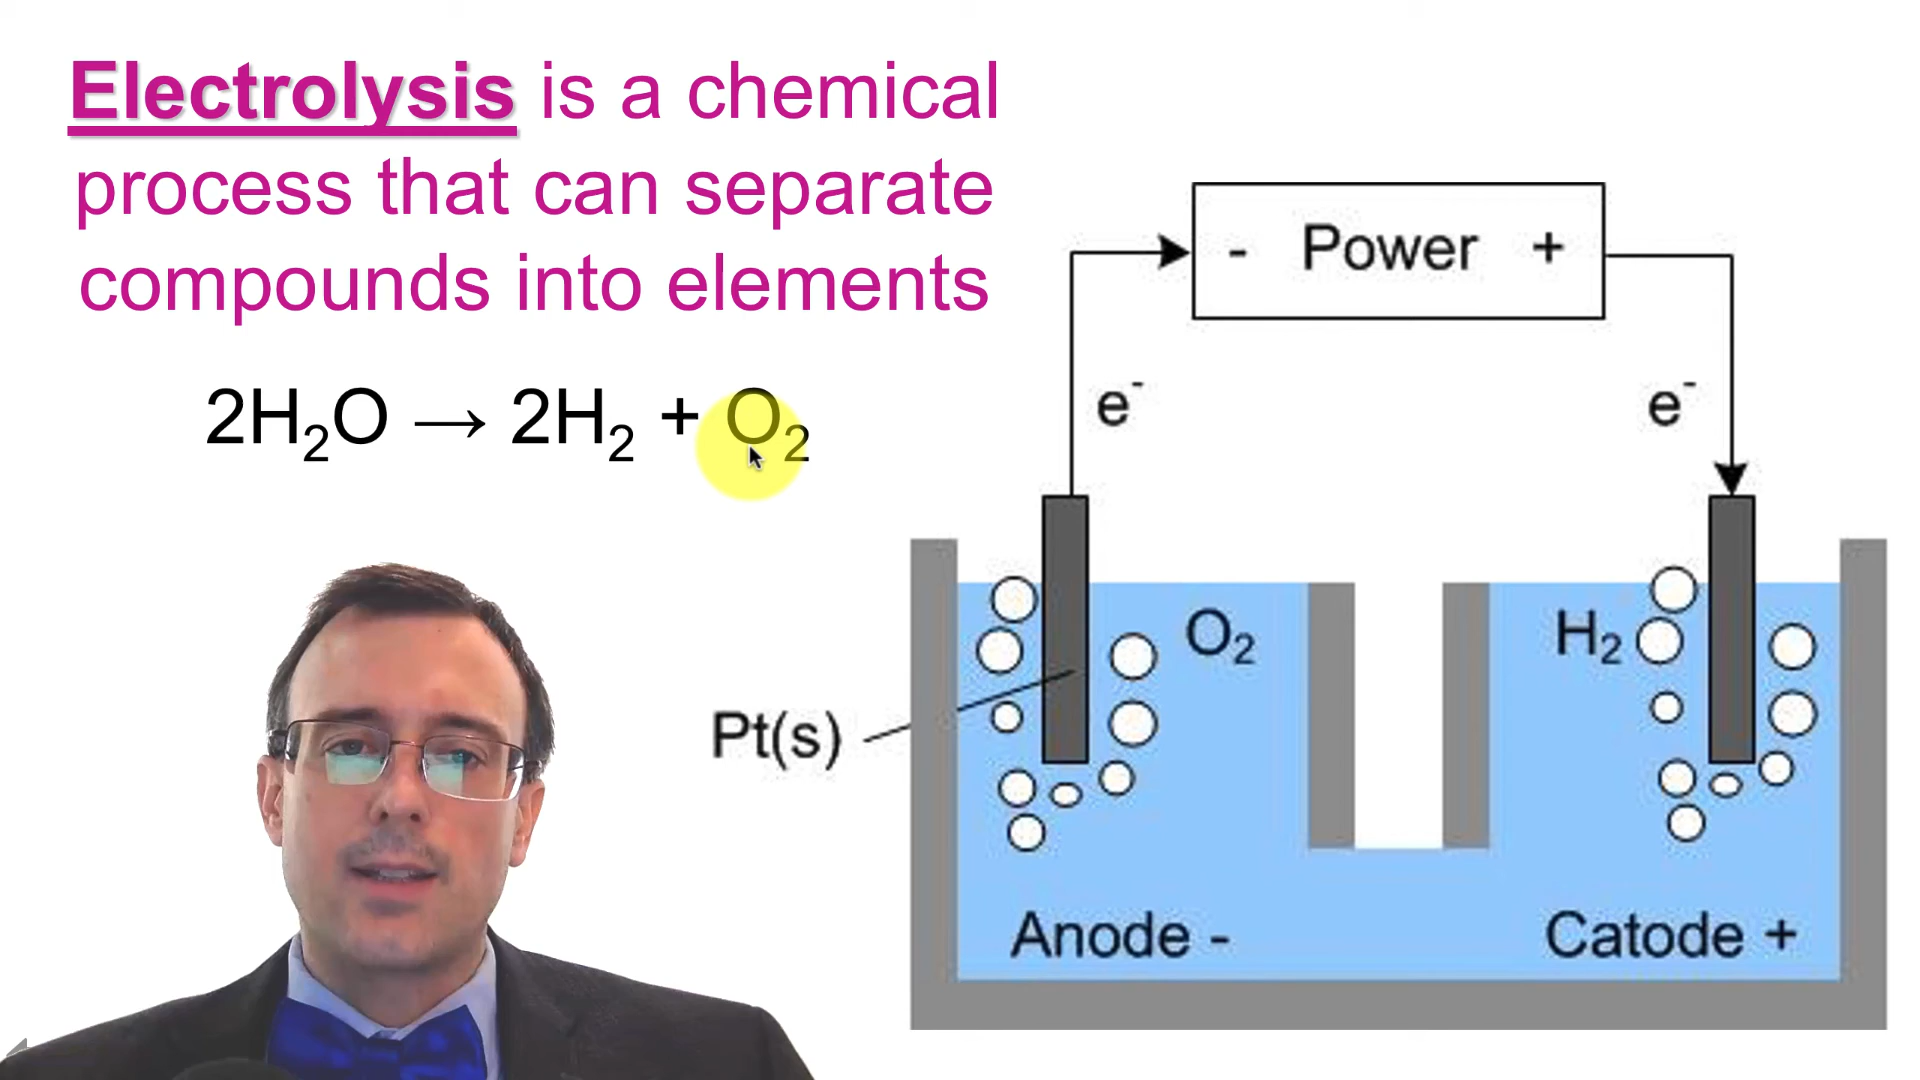 Electrolysis is a chemical
process that can separate
compounds into elements
2H₂O → 2H₂ + O₂
- Power +
e⁻
e⁻
O₂
H₂
Pt(s)
Anode -
Catode +